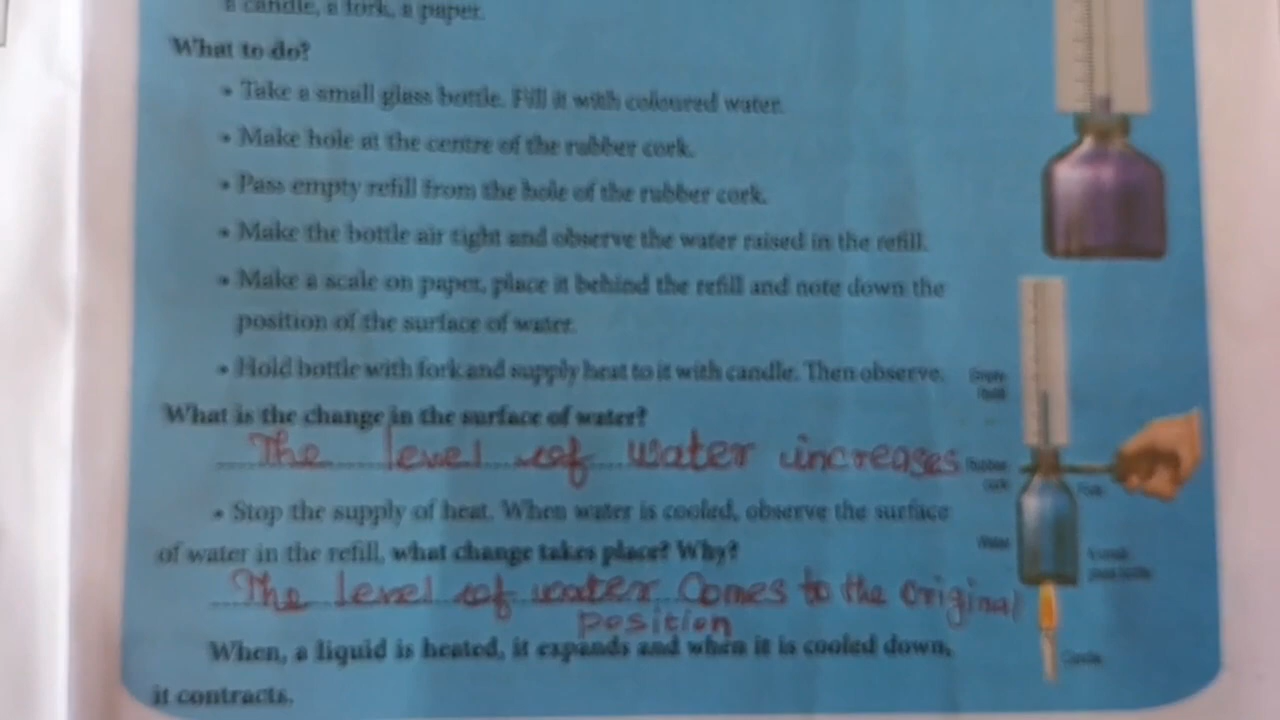 a candle, a fork, a paper.
What to do?
• Take a small glass bottle. Fill it with coloured water.
• Make hole at the centre of the rubber cork.
• Pass empty refill from the hole of the rubber cork.
• Make the bottle air tight and observe the water raised in the refill.
• Make a scale on paper, place it behind the refill and note down the
position of the surface of water.
• Hold bottle with fork and supply heat to it with candle. Then observe.
Empty
Refill
What is the change in the surface of water?
The level of water increases
Rubber
cork
Fork
• Stop the supply of heat. When water is cooled, observe the surface
Water
of water in the refill, what change takes place? Why?
The level of water Comes to the original
position
When, a liquid is heated, it expands and when it is cooled down,
Candle
it contracts.